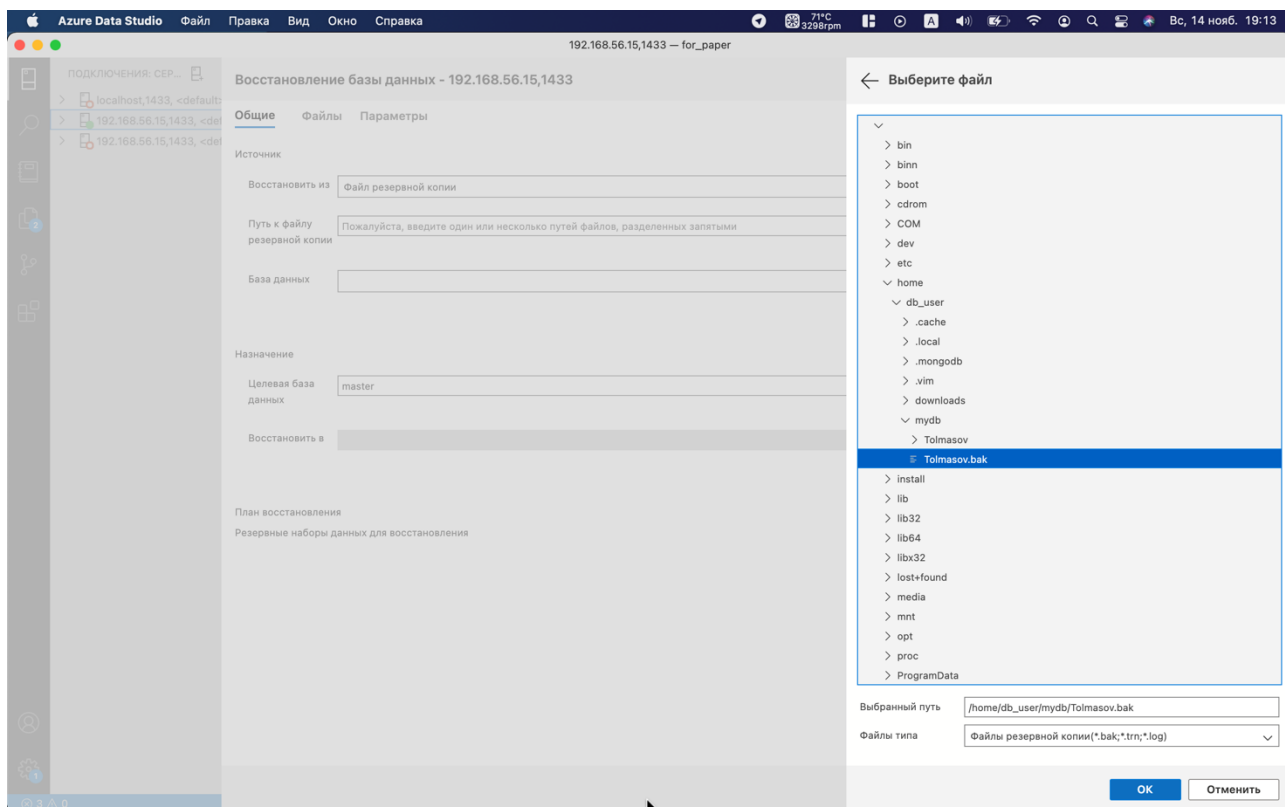 Azure Data Studio Файл Правка Вид Окно Справка 71°C 3298rpm A Вс, 14 нояб. 19:13
192.168.56.15,1433 — for_paper
ПОДКЛЮЧЕНИЯ: СЕР...
localhost,1433, <default
192.168.56.15,1433, <def
192.168.56.15,1433, <def
2
1
3 0
Восстановление базы данных - 192.168.56.15,1433
Общие Файлы Параметры
Источник
Восстановить из Файл резервной копии
Путь к файлу
резервной копии
Пожалуйста, введите один или несколько путей файлов, разделенных запятыми
База данных
Назначение
Целевая база
данных
master
Восстановить в
План восстановления
Резервные наборы данных для восстановления
Выберите файл
bin
binn
boot
cdrom
COM
dev
etc
home
db_user
.cache
.local
.mongodb
.vim
downloads
mydb
Tolmasov
Tolmasov.bak
install
lib
lib32
lib64
libx32
lost+found
media
mnt
opt
proc
ProgramData
Выбранный путь /home/db_user/mydb/Tolmasov.bak
Файлы типа Файлы резервной копии(*.bak;*.trn;*.log)
ОК Отменить